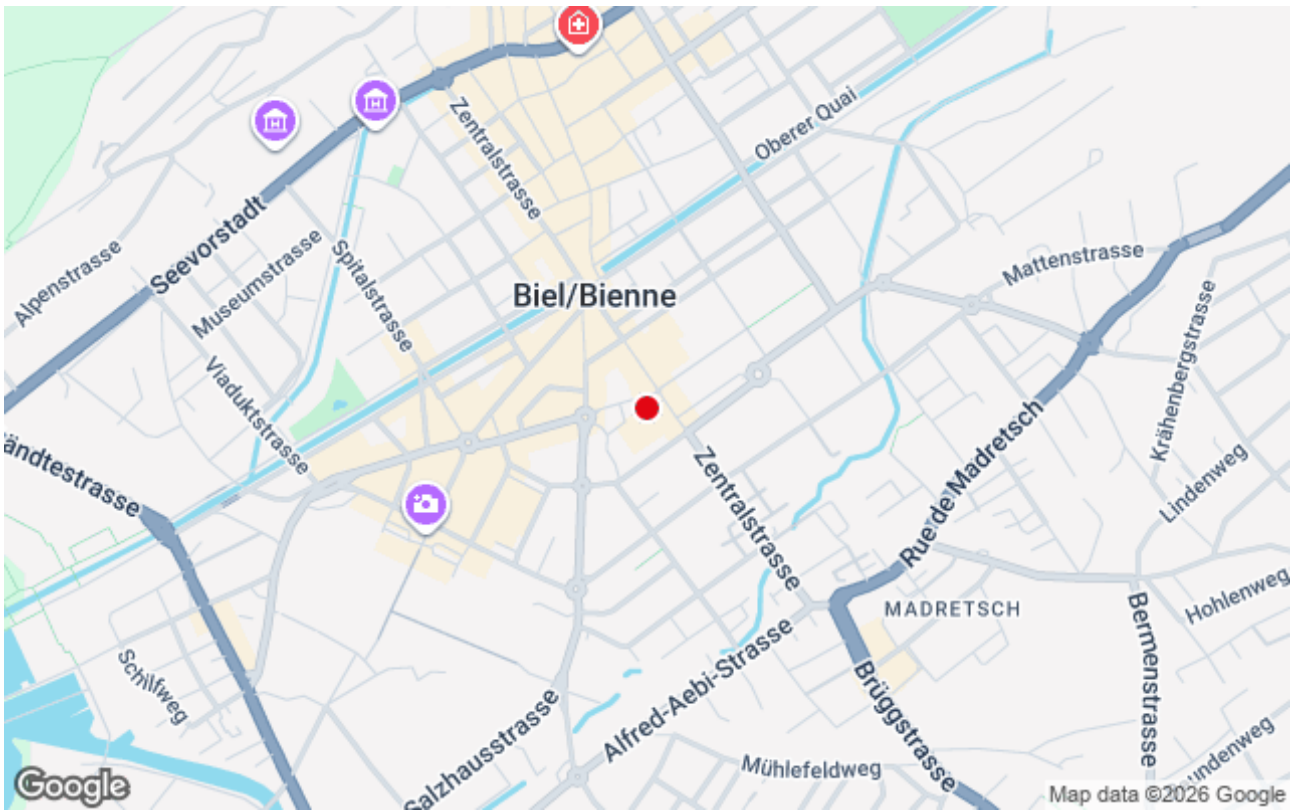 Zentralstrasse
Oberer Quai
Seevorstadt
Alpenstrasse
Museumstrasse
Spitalstrasse
Mattenstrasse
Biel/Bienne
Viaduktstrasse
Krähenbergstrasse
ändtestrasse
Zentralstrasse
Rue de Madretsch
Lindenweg
MADRETSCH
Hohlenweg
Bermenstrasse
Schilfweg
Alfred-Aebi-Strasse
Brüggstrasse
Salzhausstrasse
Mühlefeldweg
undenweg
Google
Map data ©2026 Google